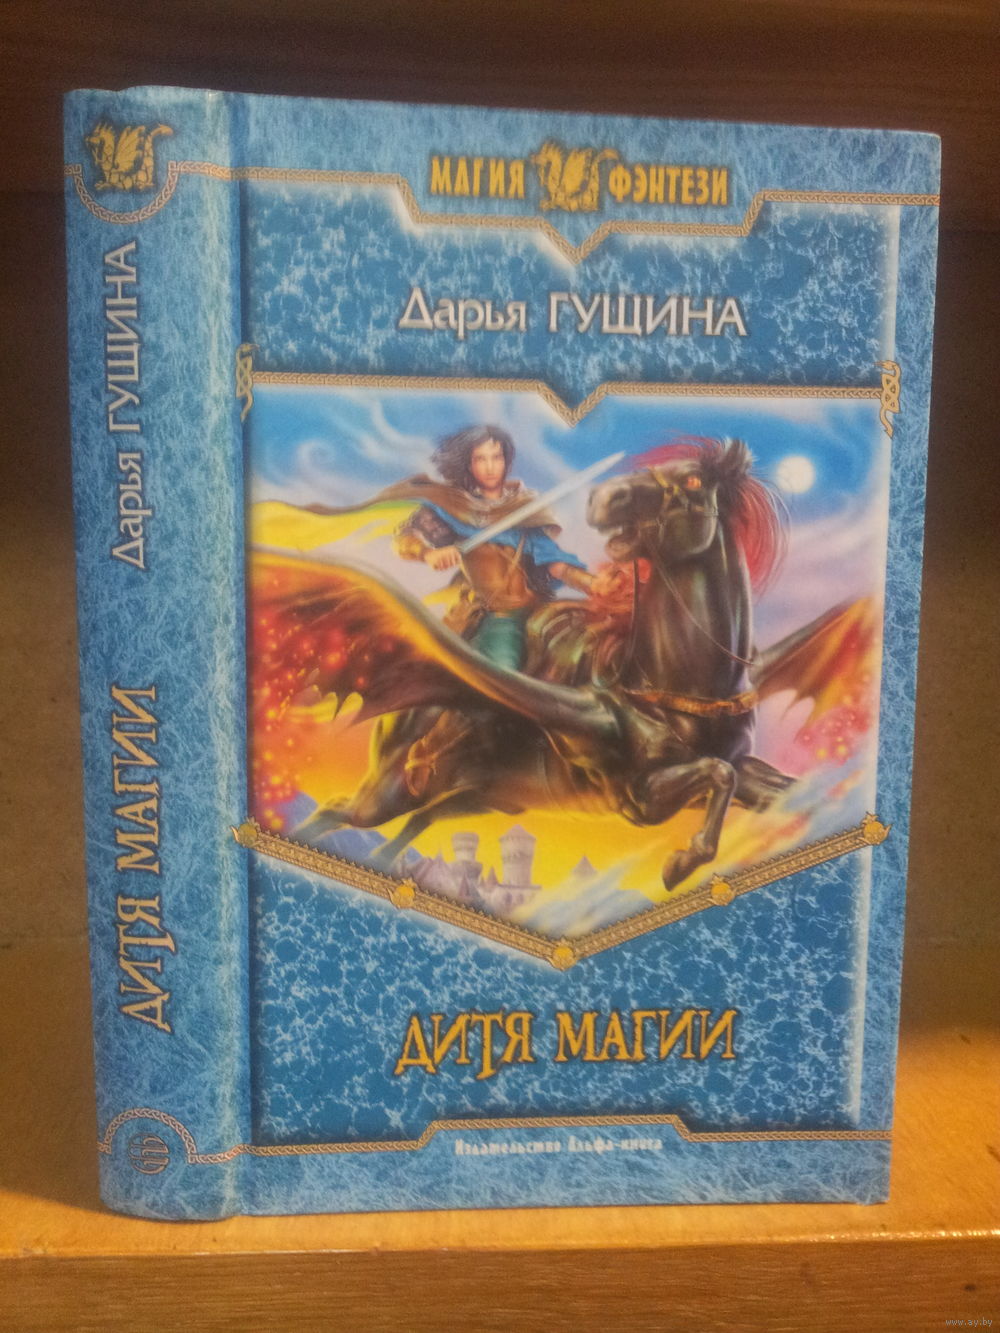 МАГИЯ ФЭНТЕЗИ
Дарья ГУЩИНА
ДИТЯ МАГИИ
Издательство Альфа-книга
Дарья ГУЩИНА
ДИТЯ МАГИИ
www.ay.by